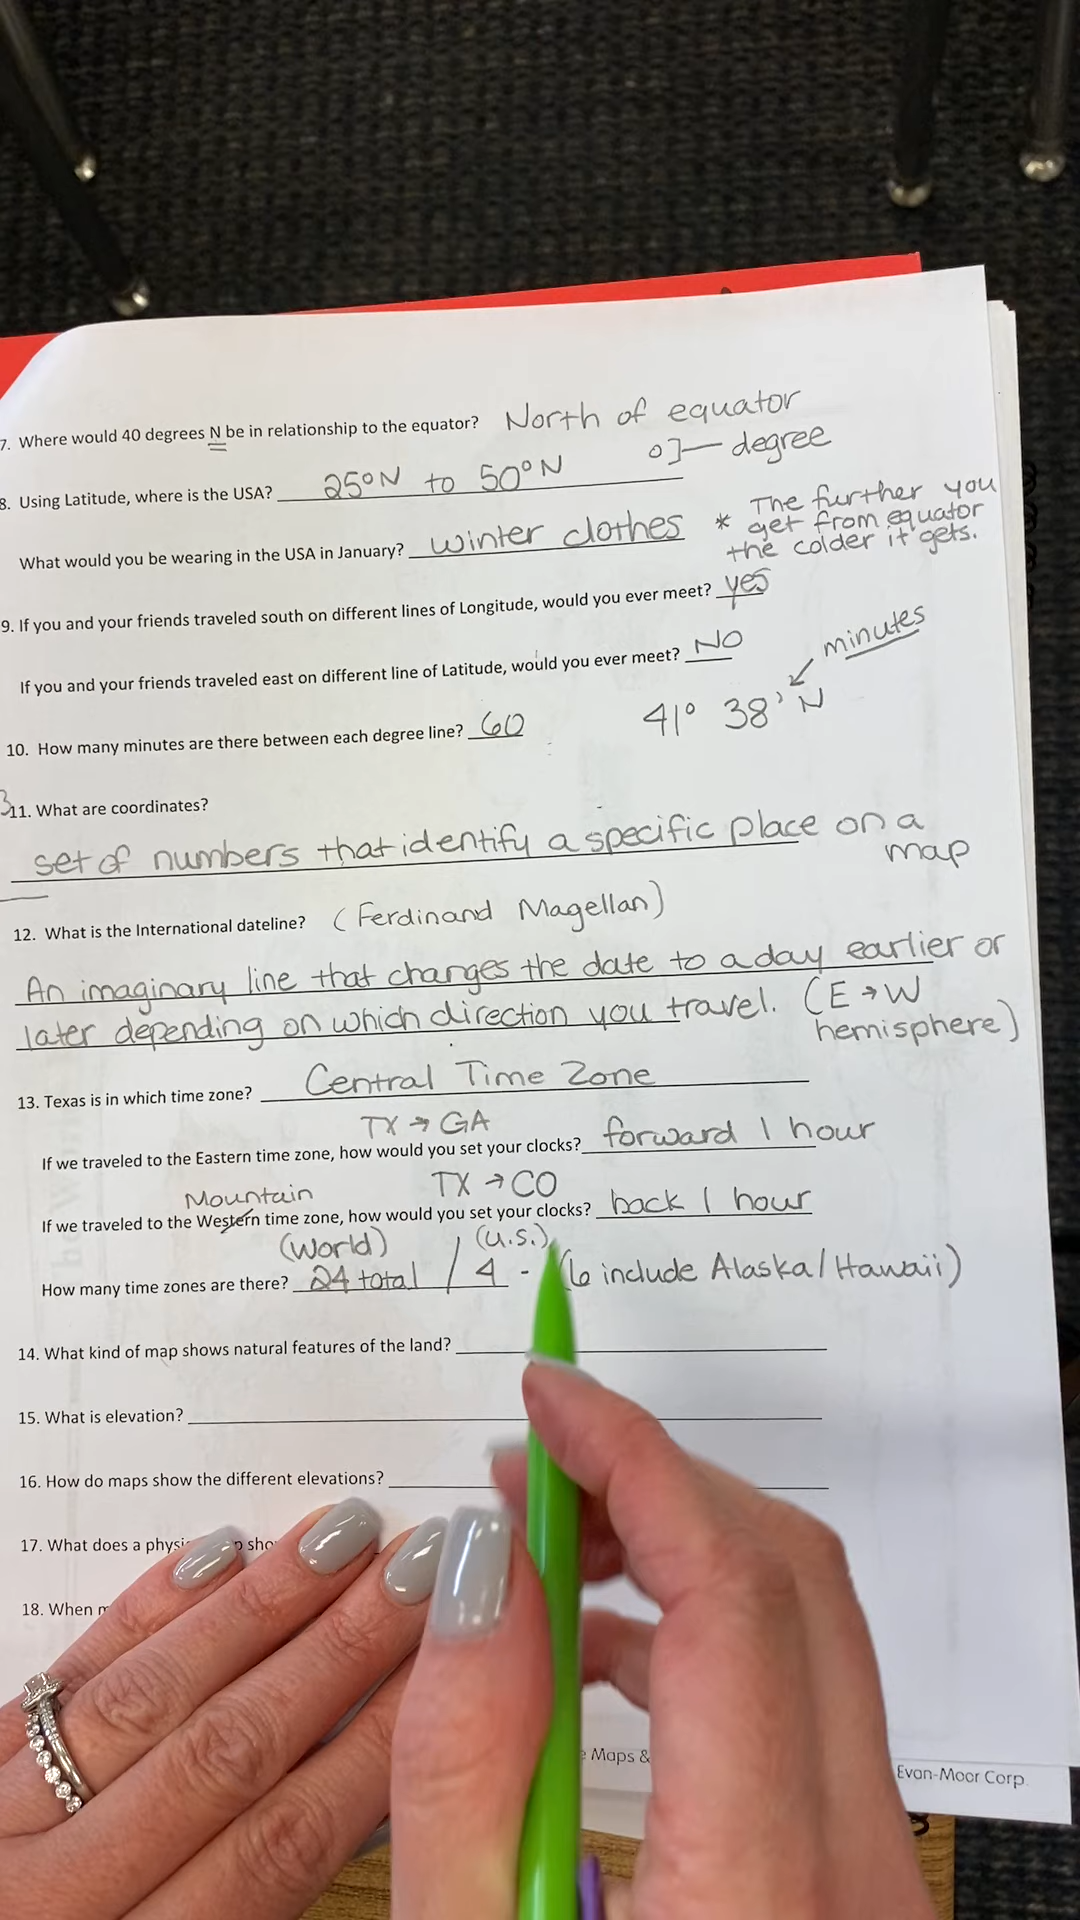 7. Where would 40 degrees N be in relationship to the equator? North of equator
o]— degree
8. Using Latitude, where is the USA? 25°N to 50°N
What would you be wearing in the USA in January? winter clothes
* The further you
get from equator
the colder it gets.
9. If you and your friends traveled south on different lines of Longitude, would you ever meet? yes
If you and your friends traveled east on different line of Latitude, would you ever meet? NO
minutes
10. How many minutes are there between each degree line? 60
41° 38' N
11. What are coordinates?
set of numbers that identify a specific place on a
map
12. What is the International dateline? (Ferdinand Magellan)
An imaginary line that changes the date to a day earlier or
later depending on which direction you travel. (E → W
hemisphere)
13. Texas is in which time zone? Central Time Zone
TX → GA
If we traveled to the Eastern time zone, how would you set your clocks? forward 1 hour
Mountain TX → CO
If we traveled to the Western time zone, how would you set your clocks? back 1 hour
(World) (U.S.)
How many time zones are there? 24 total / 4 - (6 include Alaska/Hawaii)
14. What kind of map shows natural features of the land?
15. What is elevation?
16. How do maps show the different elevations?
17. What does a
18. When
Maps &
Evan-Moor Corp.